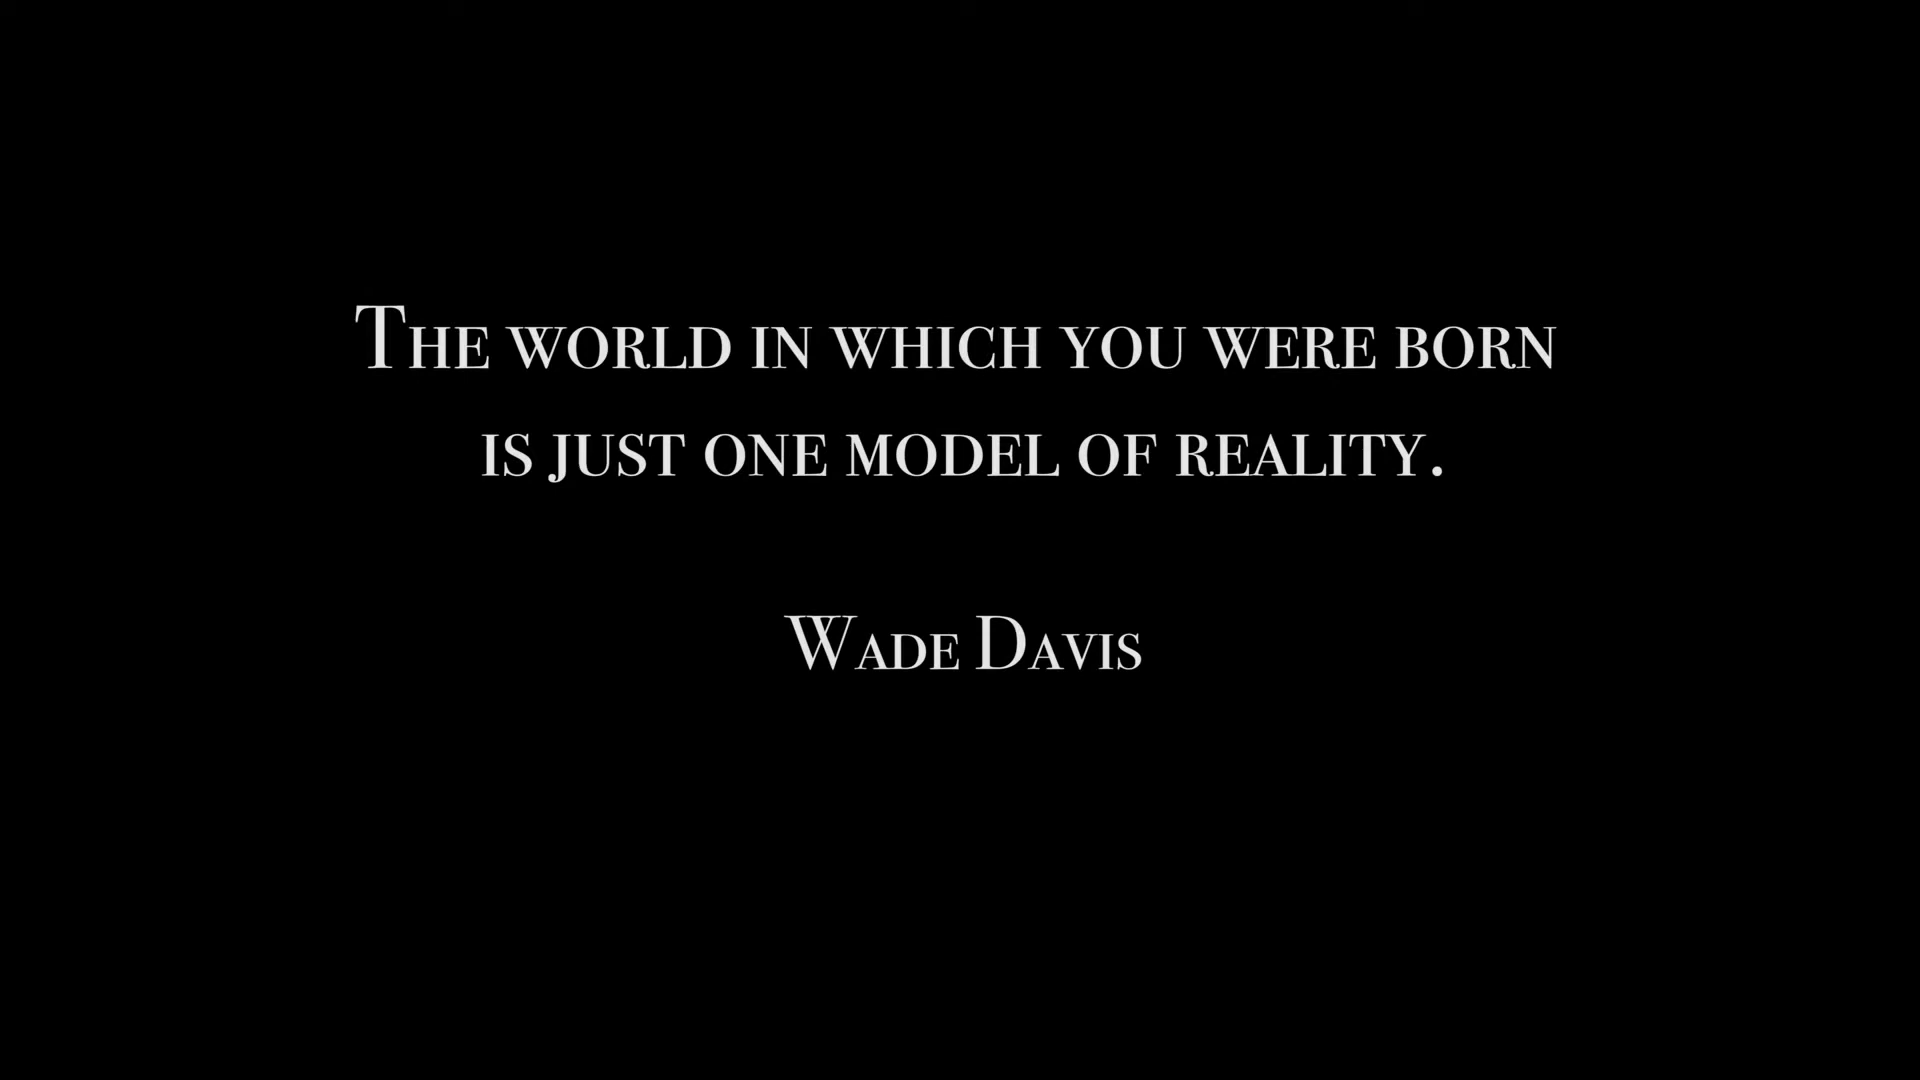 The world in which you were born
is just one model of reality.
Wade Davis